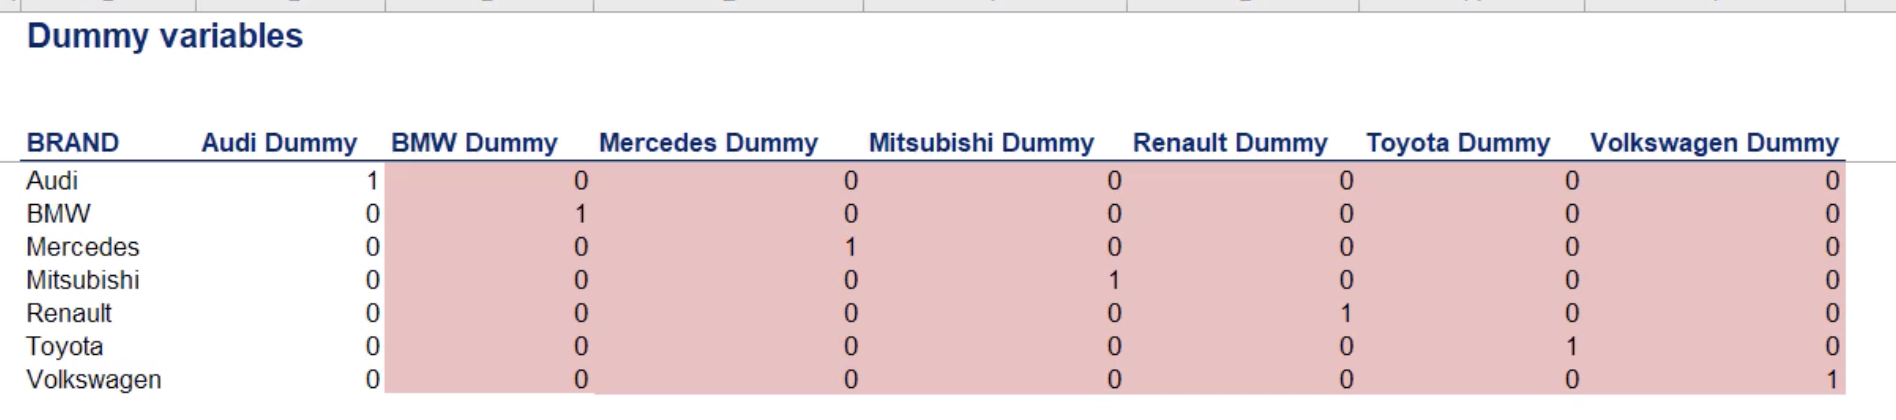 Dummy variables
BRAND Audi Dummy BMW Dummy Mercedes Dummy Mitsubishi Dummy Renault Dummy Toyota Dummy Volkswagen Dummy
Audi 1 0 0 0 0 0 0
BMW 0 1 0 0 0 0 0
Mercedes 0 0 1 0 0 0 0
Mitsubishi 0 0 0 1 0 0 0
Renault 0 0 0 0 1 0 0
Toyota 0 0 0 0 0 1 0
Volkswagen 0 0 0 0 0 0 1